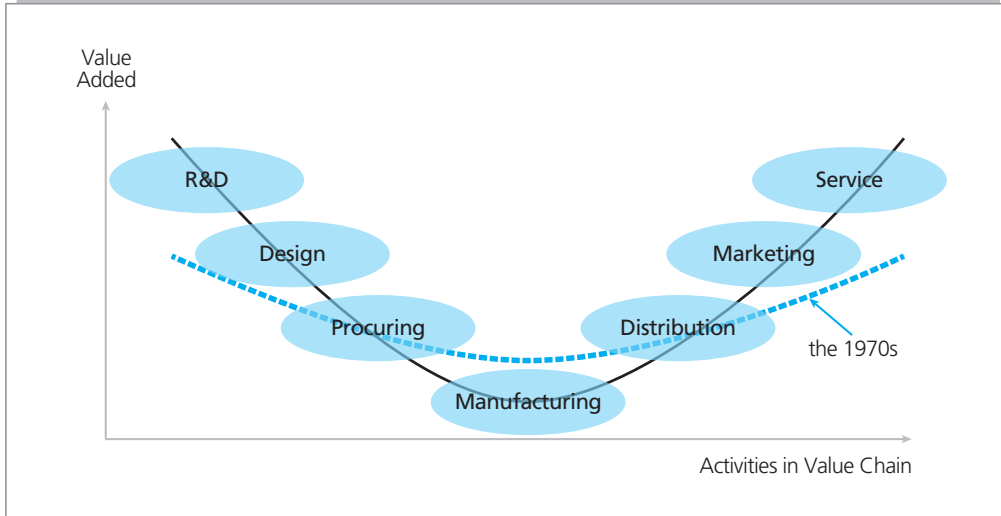 Value
Added
R&D
Service
Design
Marketing
Procuring
Distribution
the 1970s
Manufacturing
Activities in Value Chain